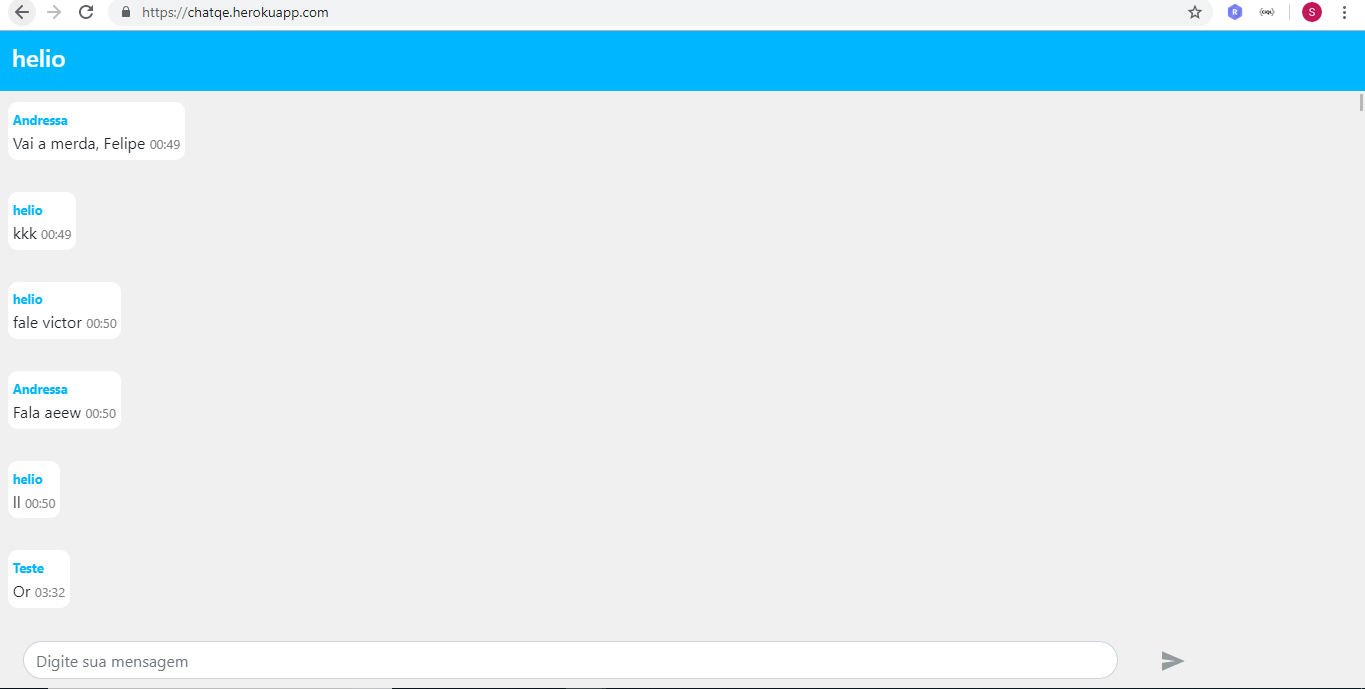 https://chatqe.herokuapp.com
S
helio
Andressa
Vai a merda, Felipe 00:49
helio
kkk 00:49
helio
fale victor 00:50
Andressa
Fala aeew 00:50
helio
ll 00:50
Teste
Or 03:32
Digite sua mensagem